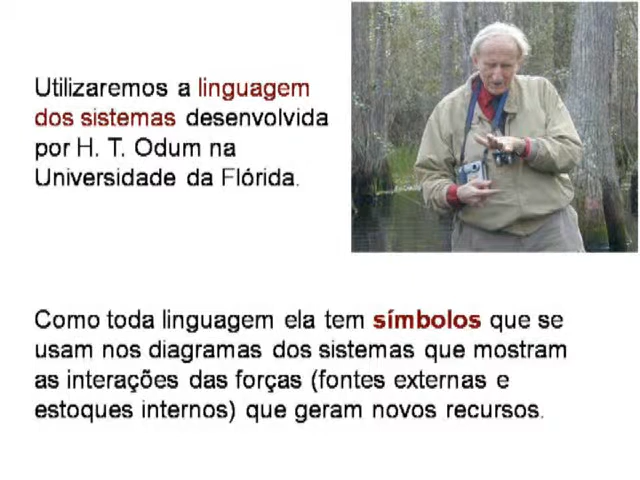 Utilizaremos a linguagem
dos sistemas desenvolvida
por H. T. Odum na
Universidade da Flórida.
Como toda linguagem ela tem símbolos que se
usam nos diagramas dos sistemas que mostram
as interações das forças (fontes externas e
estoques internos) que geram novos recursos.